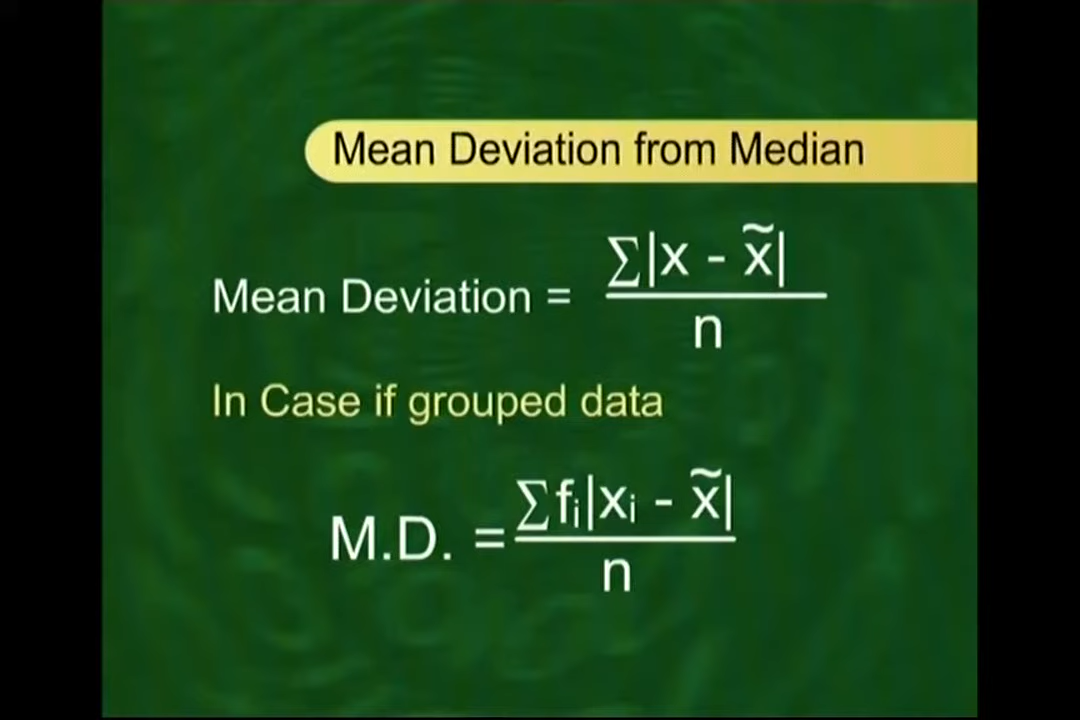 Mean Deviation from Median
Mean Deviation = ∑|x - x̃| / n
In Case if grouped data
M.D. = ∑fᵢ|xᵢ - x̃| / n